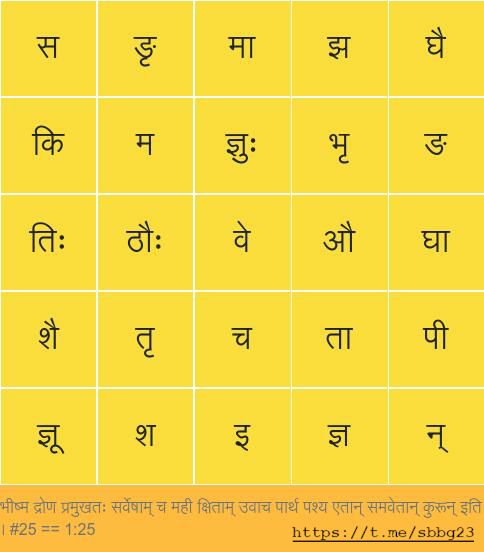 स ङृ मा झ घै
कि म ज्ञुः भृ ङ
तिः ठौः वे औ घा
शै तृ च ता पी
ज्ञू श इ ज्ञ न्
भीष्म द्रोण प्रमुखतः सर्वेषाम् च मही क्षिताम् उवाच पार्थ पश्य एतान् समवेतान् कुरून् इति
। #25 == 1:25
https://t.me/sbbg23